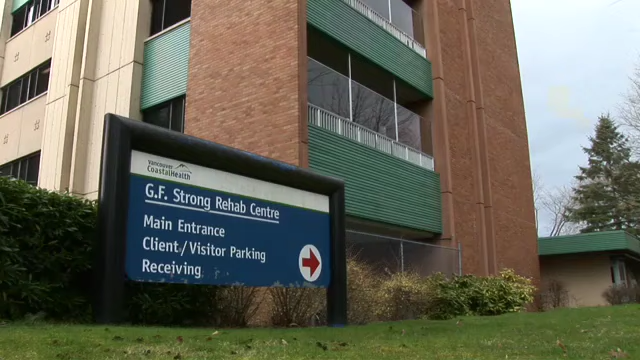 Vancouver
CoastalHealth
G.F. Strong Rehab Centre
Main Entrance
Client/Visitor Parking
Receiving